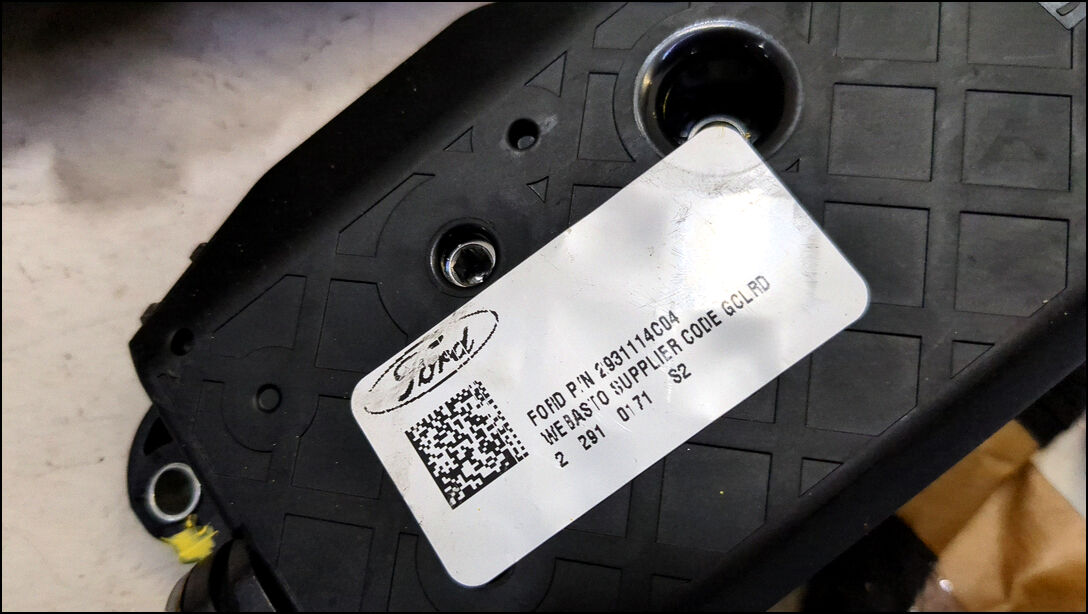 Ford
FORD P/N 2931114C04
WEBASTO SUPPLIER CODE GCLRD
2 291 0171 S2